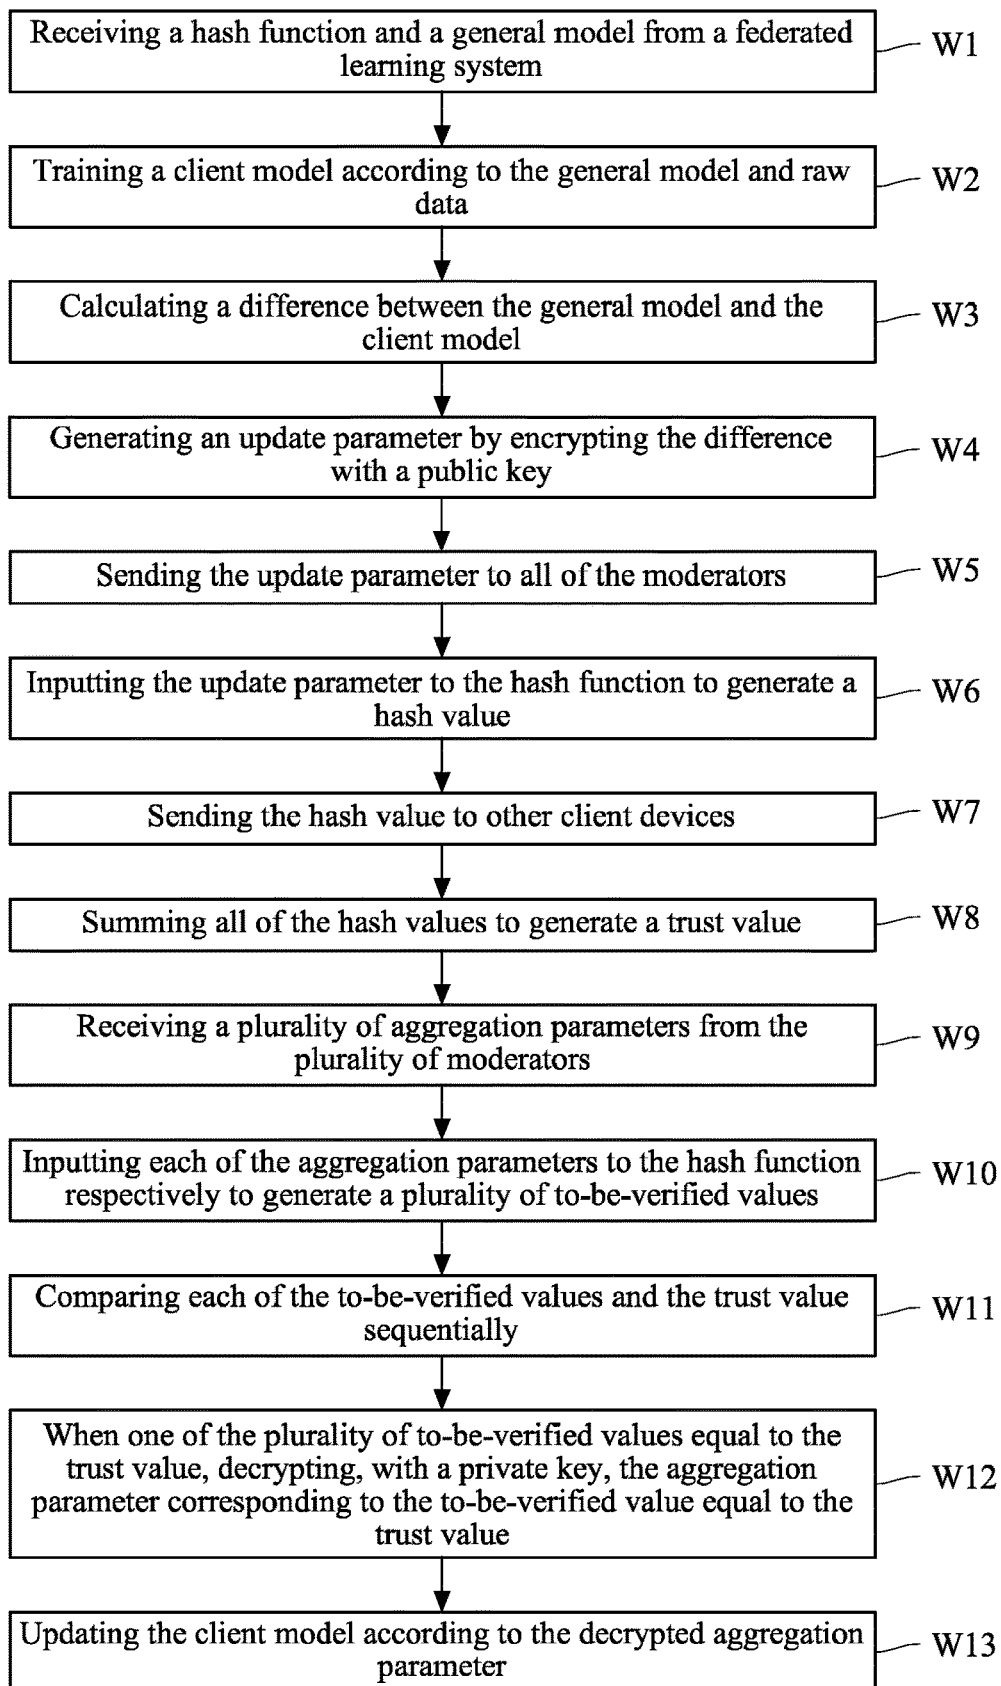 Receiving a hash function and a general model from a federated
learning system
W1
Training a client model according to the general model and raw
data
W2
Calculating a difference between the general model and the
client model
W3
Generating an update parameter by encrypting the difference
with a public key
W4
Sending the update parameter to all of the moderators
W5
Inputting the update parameter to the hash function to generate a
hash value
W6
Sending the hash value to other client devices
W7
Summing all of the hash values to generate a trust value
W8
Receiving a plurality of aggregation parameters from the
plurality of moderators
W9
Inputting each of the aggregation parameters to the hash function
respectively to generate a plurality of to-be-verified values
W10
Comparing each of the to-be-verified values and the trust value
sequentially
W11
When one of the plurality of to-be-verified values equal to the
trust value, decrypting, with a private key, the aggregation
parameter corresponding to the to-be-verified value equal to the
trust value
W12
Updating the client model according to the decrypted aggregation
parameter
W13